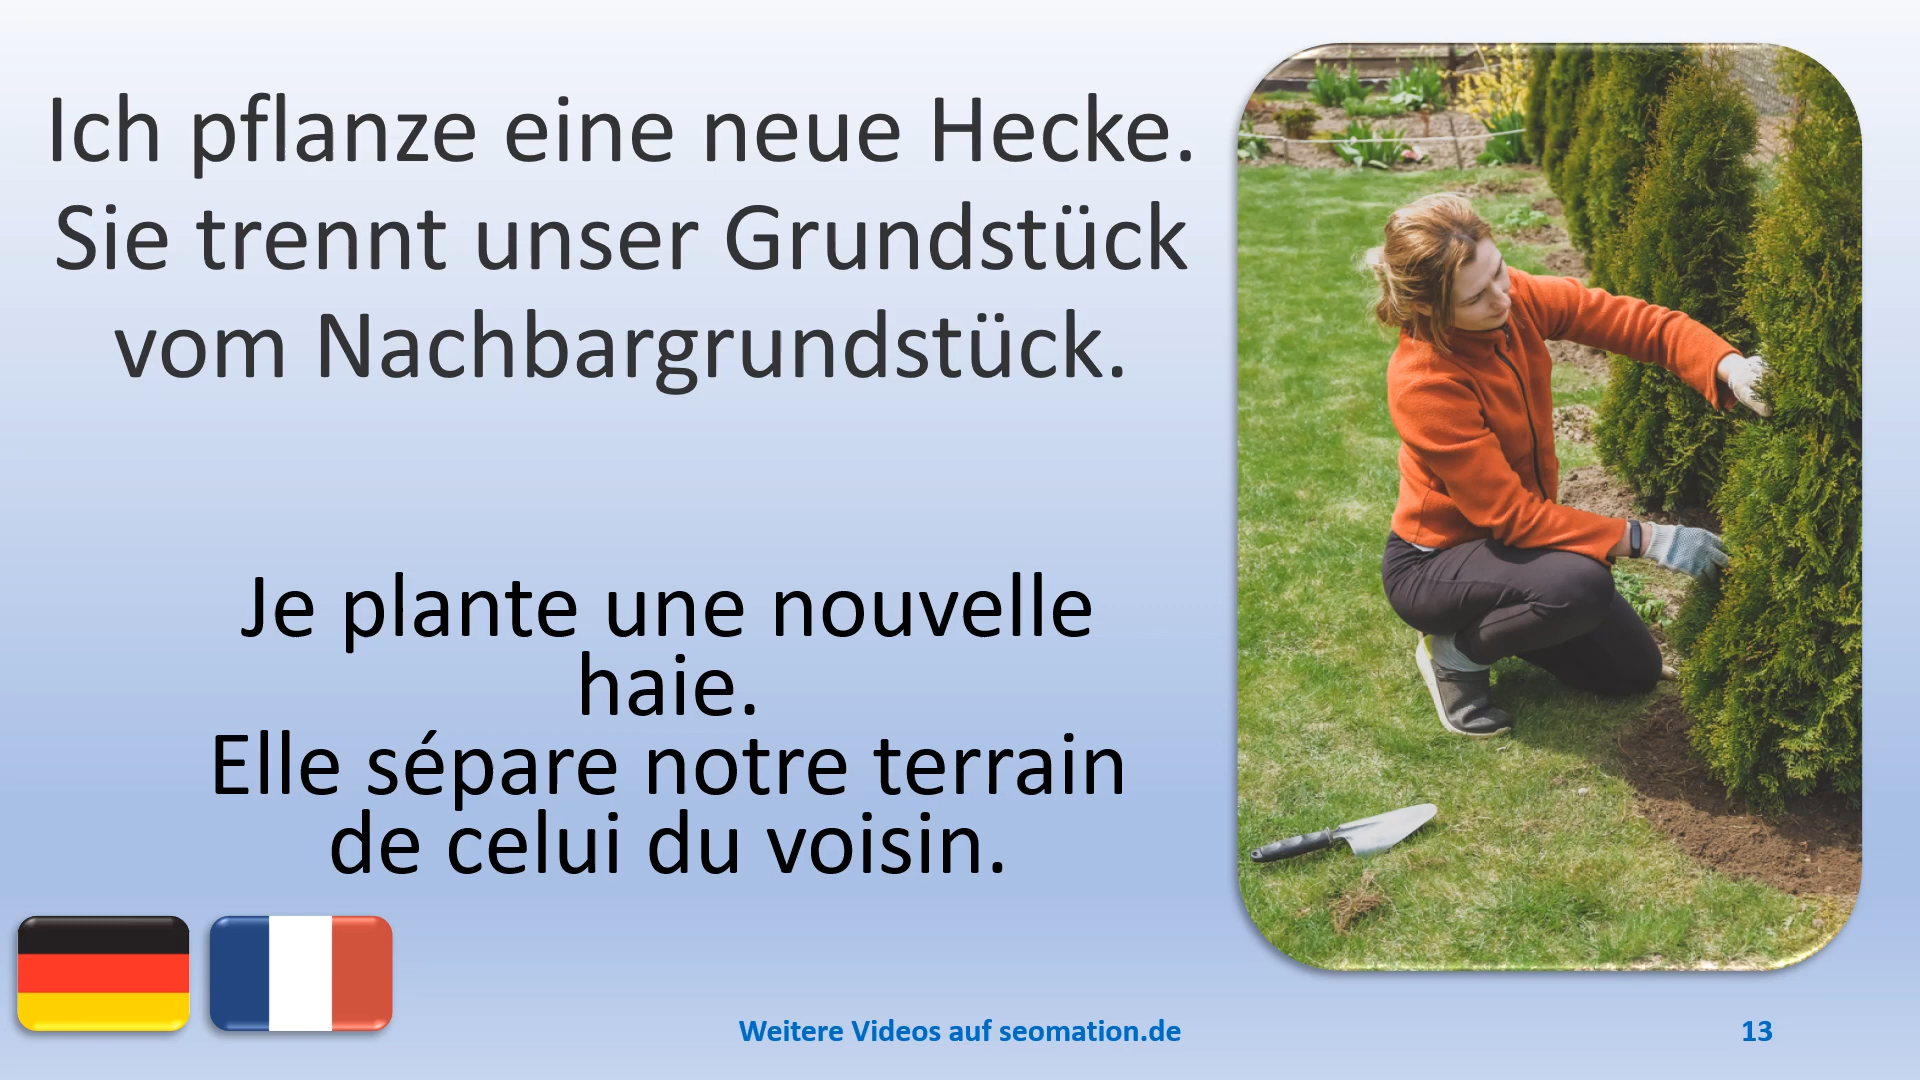 Ich pflanze eine neue Hecke.
Sie trennt unser Grundstück
vom Nachbargrundstück.
Je plante une nouvelle
haie.
Elle sépare notre terrain
de celui du voisin.
Weitere Videos auf seomation.de
13